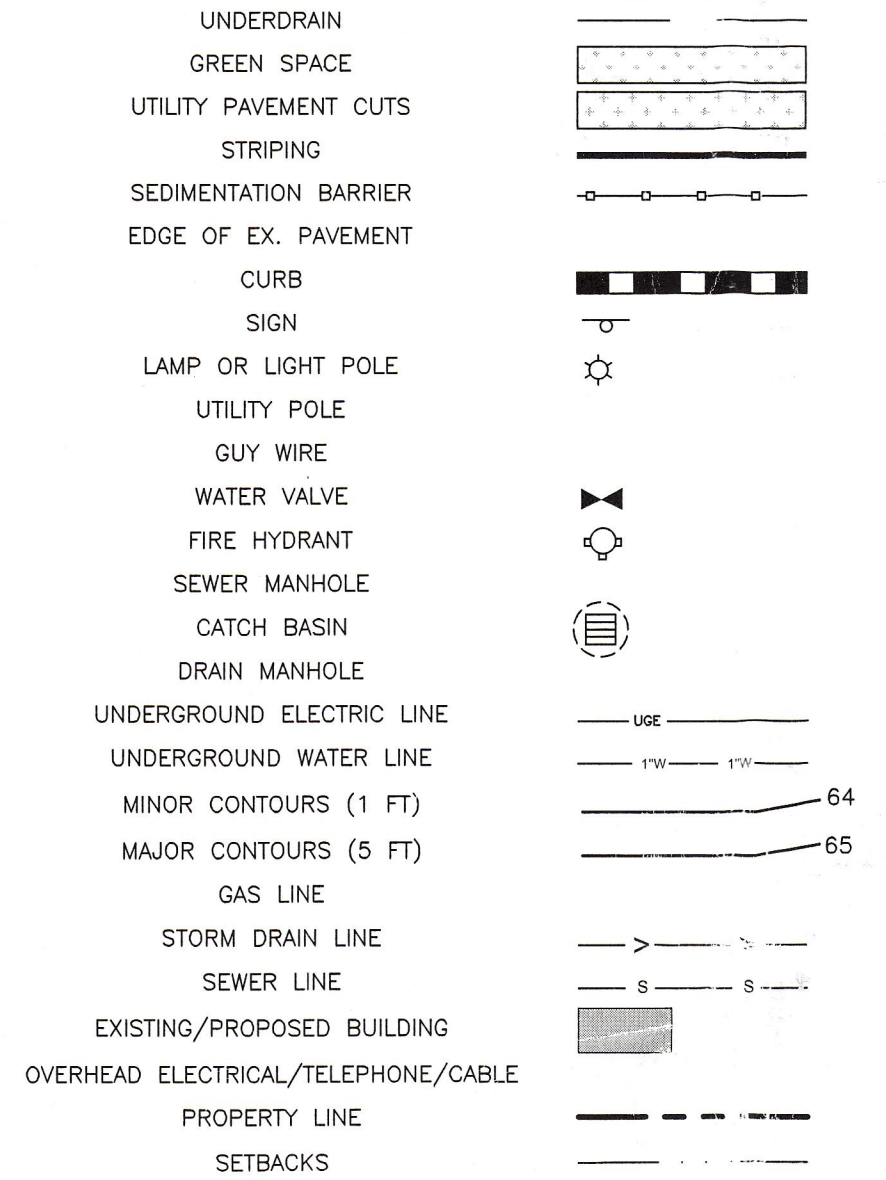 UNDERDRAIN
GREEN SPACE
UTILITY PAVEMENT CUTS
STRIPING
SEDIMENTATION BARRIER
EDGE OF EX. PAVEMENT
CURB
SIGN
LAMP OR LIGHT POLE
UTILITY POLE
GUY WIRE
WATER VALVE
FIRE HYDRANT
SEWER MANHOLE
CATCH BASIN
DRAIN MANHOLE
UNDERGROUND ELECTRIC LINE UGE
UNDERGROUND WATER LINE 1"W 1"W
MINOR CONTOURS (1 FT) 64
MAJOR CONTOURS (5 FT) 65
GAS LINE
STORM DRAIN LINE >
SEWER LINE S S
EXISTING/PROPOSED BUILDING
OVERHEAD ELECTRICAL/TELEPHONE/CABLE
PROPERTY LINE
SETBACKS